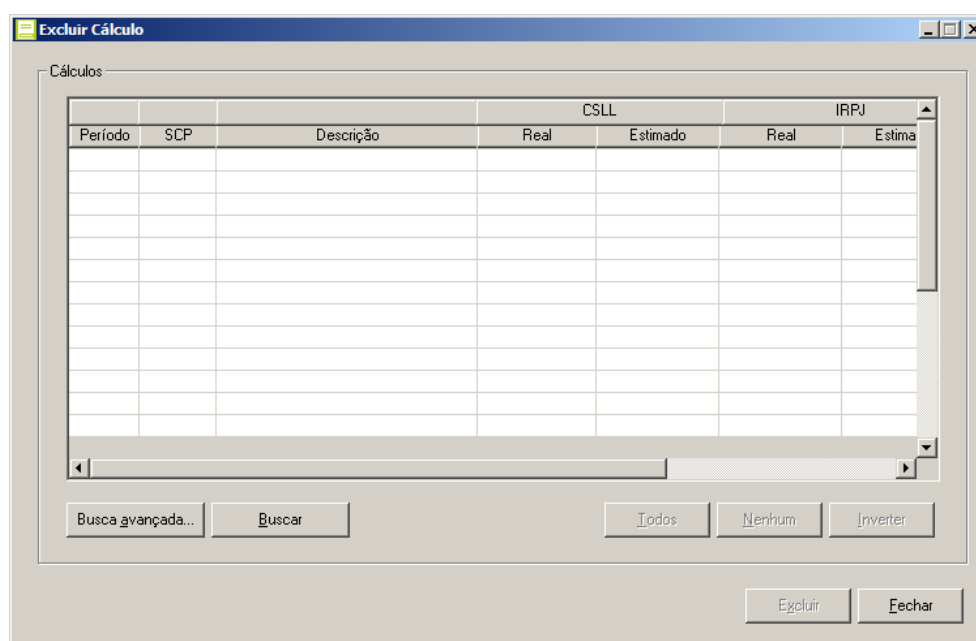 Excluir Cálculo
Cálculos
CSLL IRPJ
Período SCP Descrição Real Estimado Real Estima
Busca avançada... Buscar Todos Nenhum Inverter
Excluir Fechar